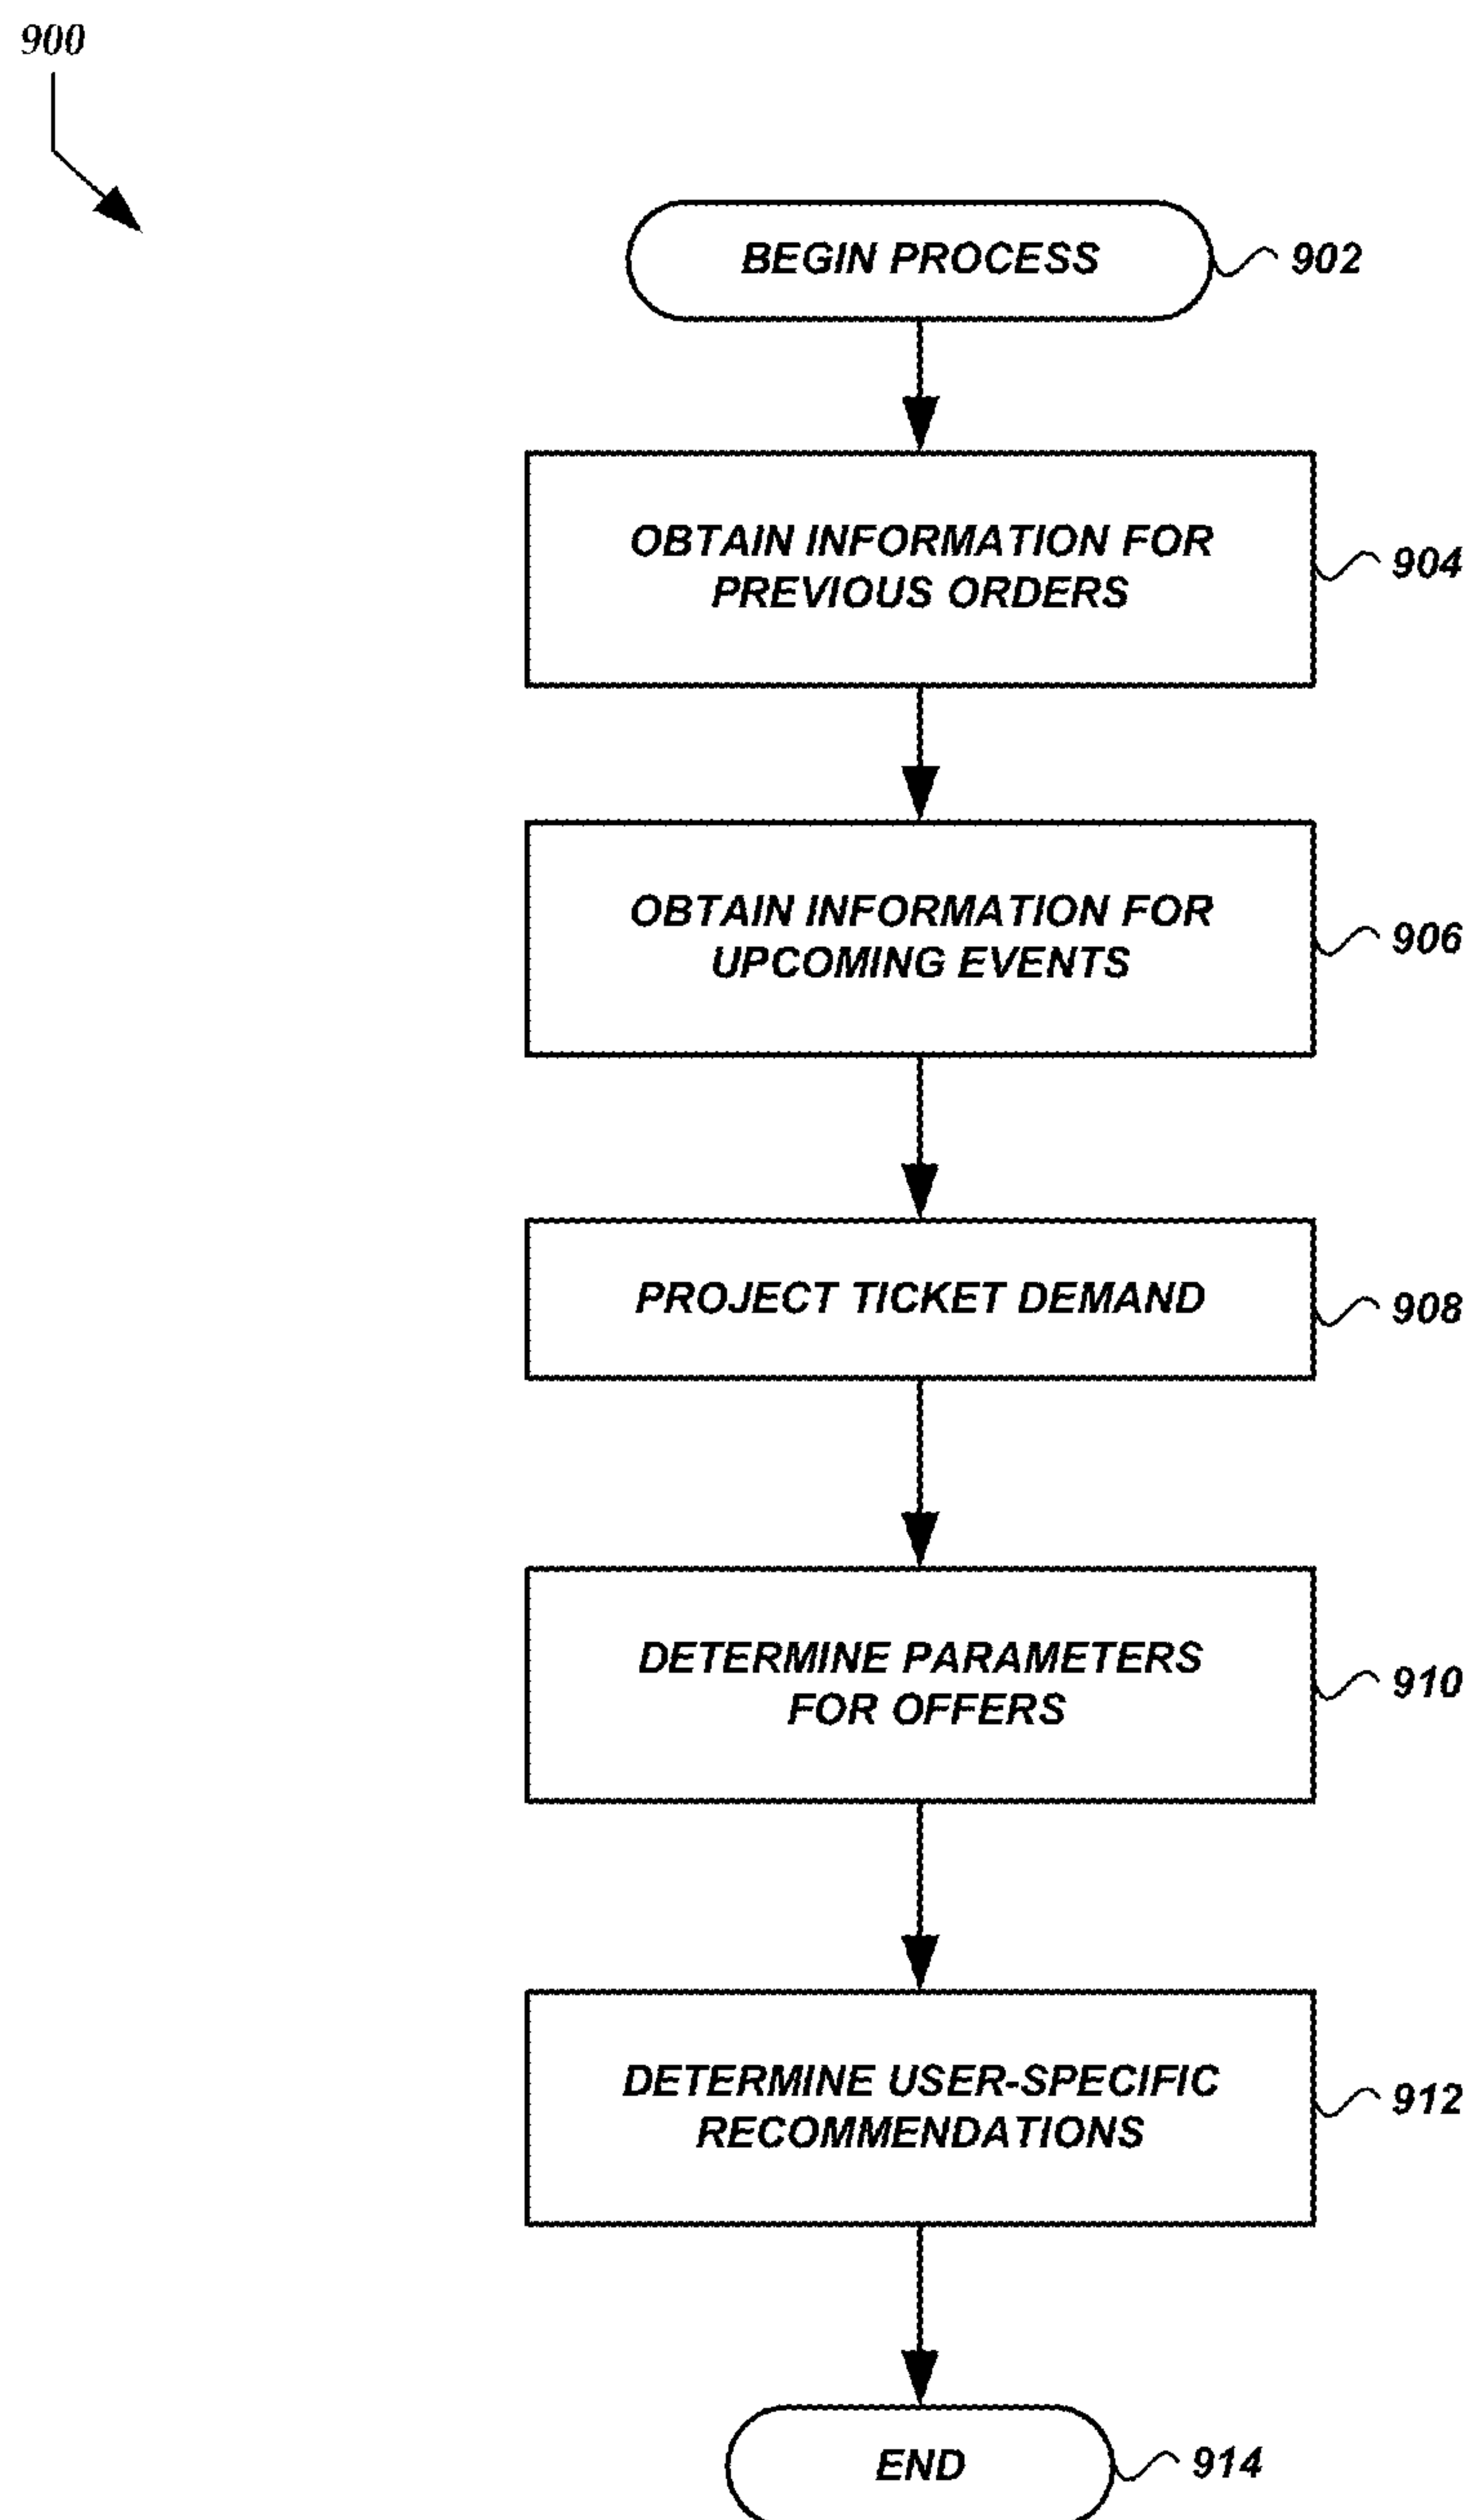 900
BEGIN PROCESS
902
OBTAIN INFORMATION FOR
PREVIOUS ORDERS
904
OBTAIN INFORMATION FOR
UPCOMING EVENTS
906
PROJECT TICKET DEMAND
908
DETERMINE PARAMETERS
FOR OFFERS
910
DETERMINE USER-SPECIFIC
RECOMMENDATIONS
912
END
914